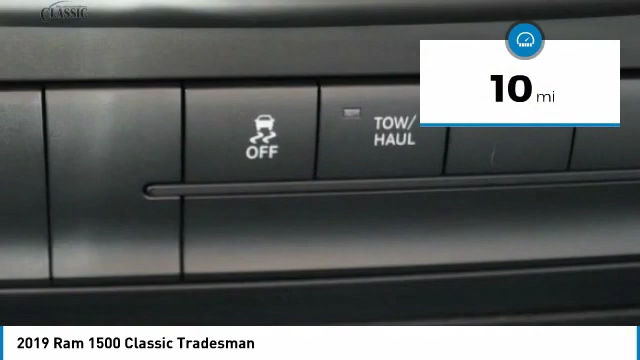 CLASSIC
10 mi
TOW/
HAUL
OFF
2019 Ram 1500 Classic Tradesman